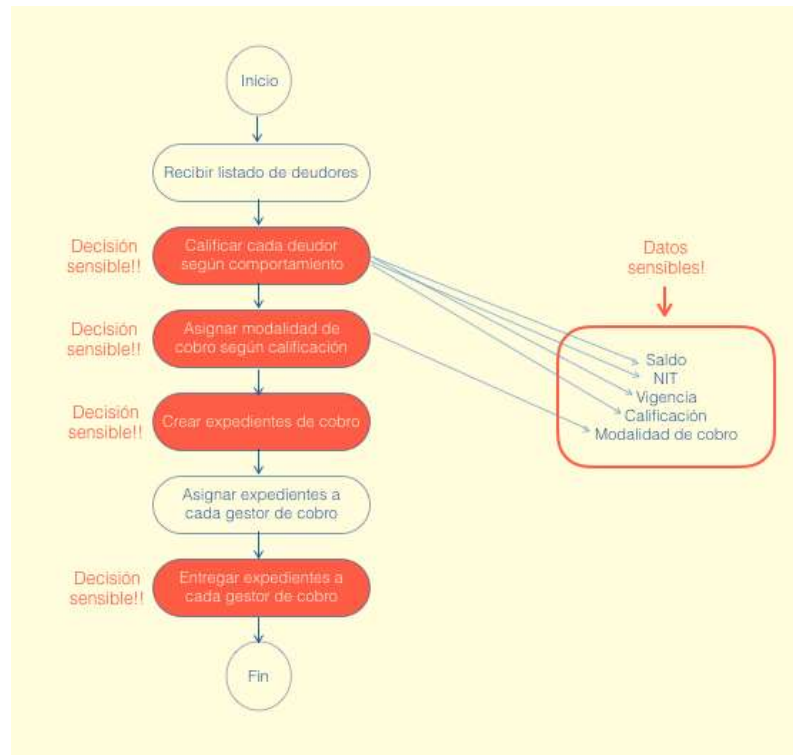 Inicio
Recibir listado de deudores
Decisión
sensible!!
Calificar cada deudor
según comportamiento
Datos
sensibles!
Decisión
sensible!!
Asignar modalidad de
cobro según calificación
Saldo
NIT
Vigencia
Calificación
Modalidad de cobro
Decisión
sensible!!
Crear expedientes de cobro
Asignar expedientes a
cada gestor de cobro
Decisión
sensible!!
Entregar expedientes a
cada gestor de cobro
Fin